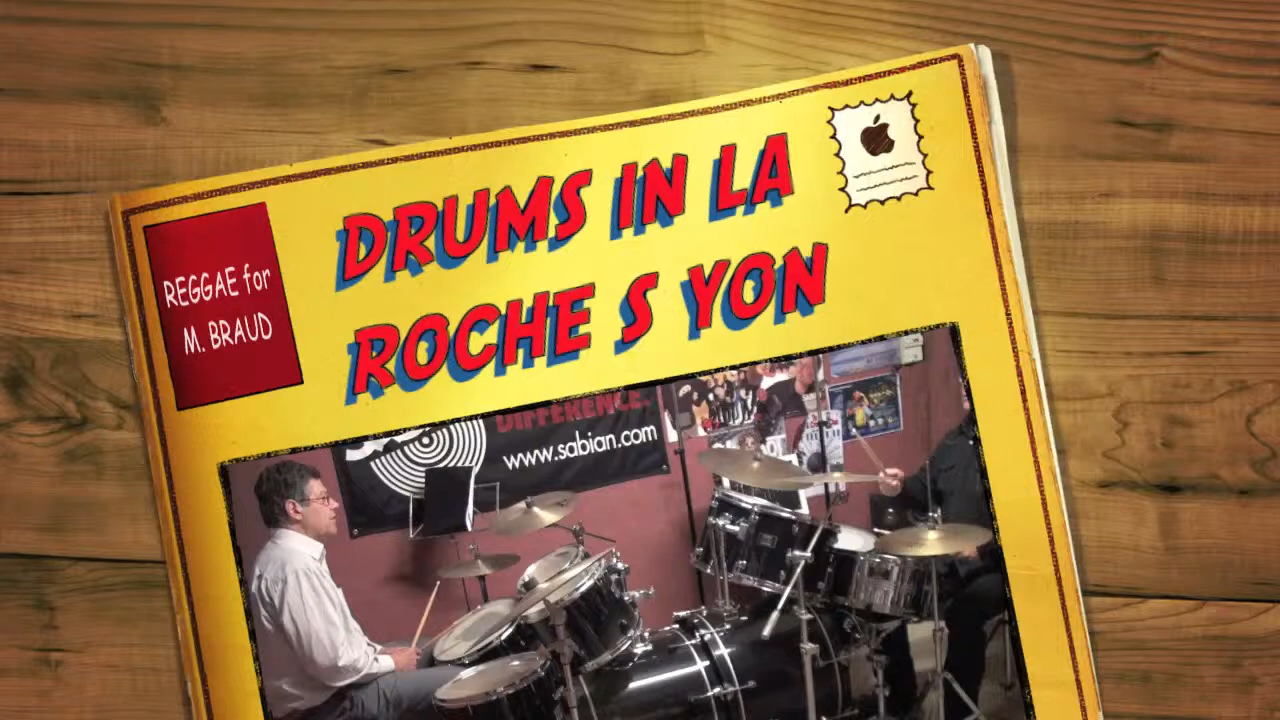 DRUMS IN LA
ROCHE S YON
REGGAE for
M. BRAUD
DIFFERENCE.
www.sabian.com